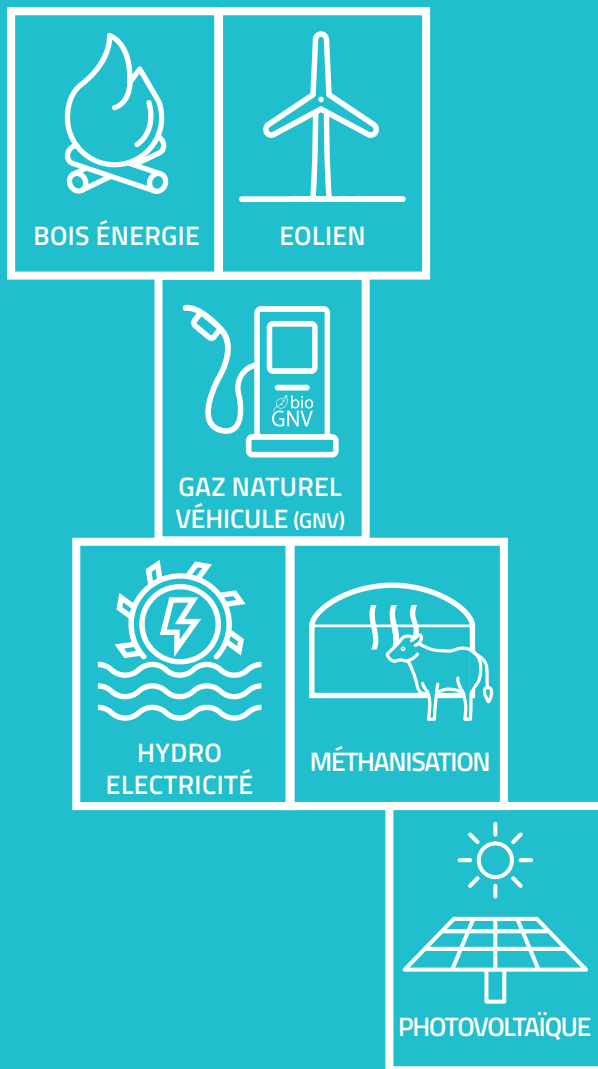 BOIS ÉNERGIE
EOLIEN
bio
GNV
GAZ NATUREL
VÉHICULE (GNV)
HYDRO
ELECTRICITÉ
MÉTHANISATION
PHOTOVOLTAÏQUE